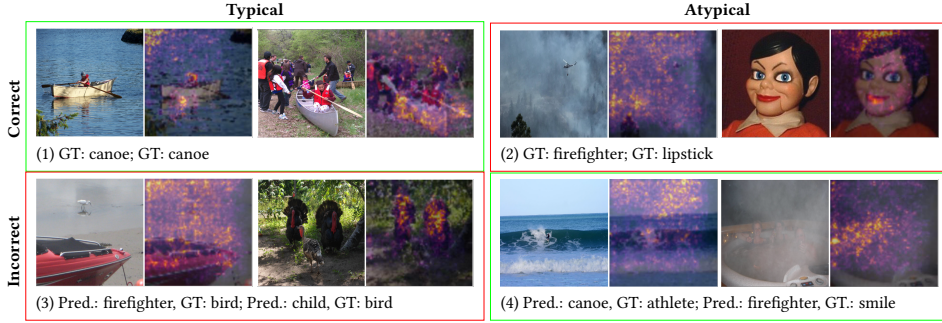 Typical
Atypical
Correct
(1) GT: canoe; GT: canoe
(2) GT: firefighter; GT: lipstick
Incorrect
(3) Pred.: firefighter, GT: bird; Pred.: child, GT: bird
(4) Pred.: canoe, GT: athlete; Pred.: firefighter, GT.: smile